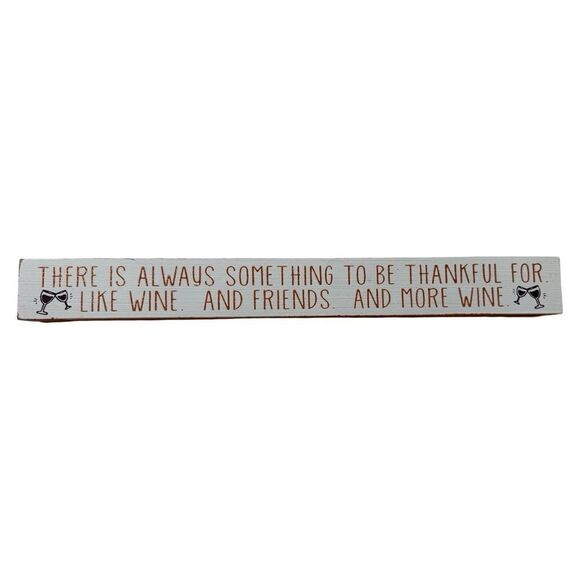 THERE IS ALWAYS SOMETHING TO BE THANKFUL FOR.
LIKE WINE. AND FRIENDS. AND MORE WINE.